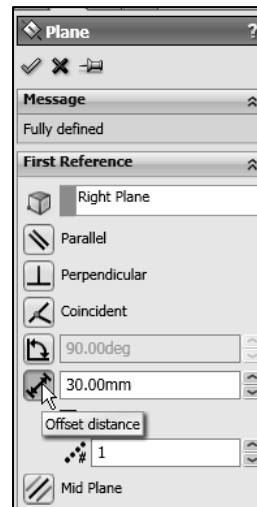 Plane ?
Message
Fully defined
First Reference
Right Plane
Parallel
Perpendicular
Coincident
90.00deg
30.00mm
Offset distance
# 1
Mid Plane